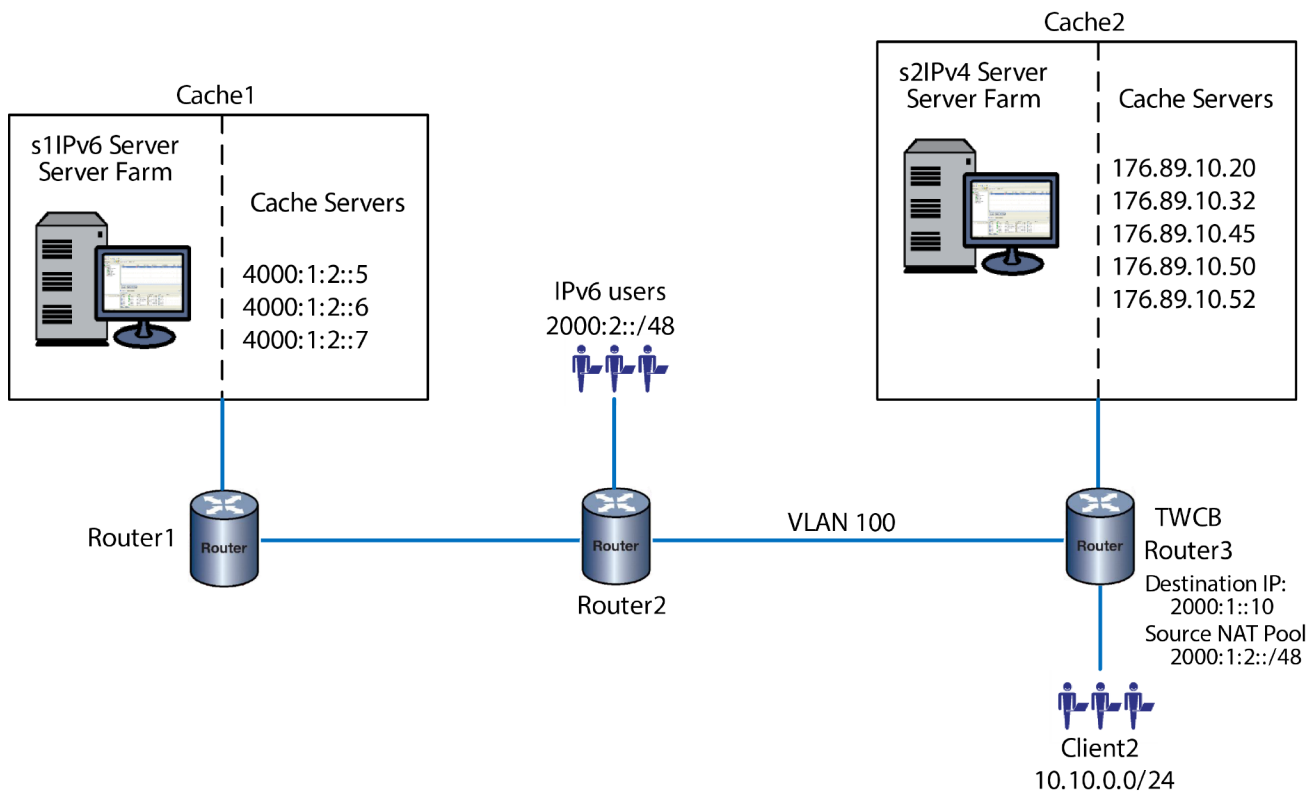 Cache1
s1IPv6 Server
Server Farm
Cache Servers
4000:1:2::5
4000:1:2::6
4000:1:2::7
IPv6 users
2000:2::/48
Cache2
s2IPv4 Server
Server Farm
Cache Servers
176.89.10.20
176.89.10.32
176.89.10.45
176.89.10.50
176.89.10.52
Router1
Router
Router
Router2
VLAN 100
Router
TWCB
Router3
Destination IP:
2000:1::10
Source NAT Pool
2000:1:2::/48
Client2
10.10.0.0/24